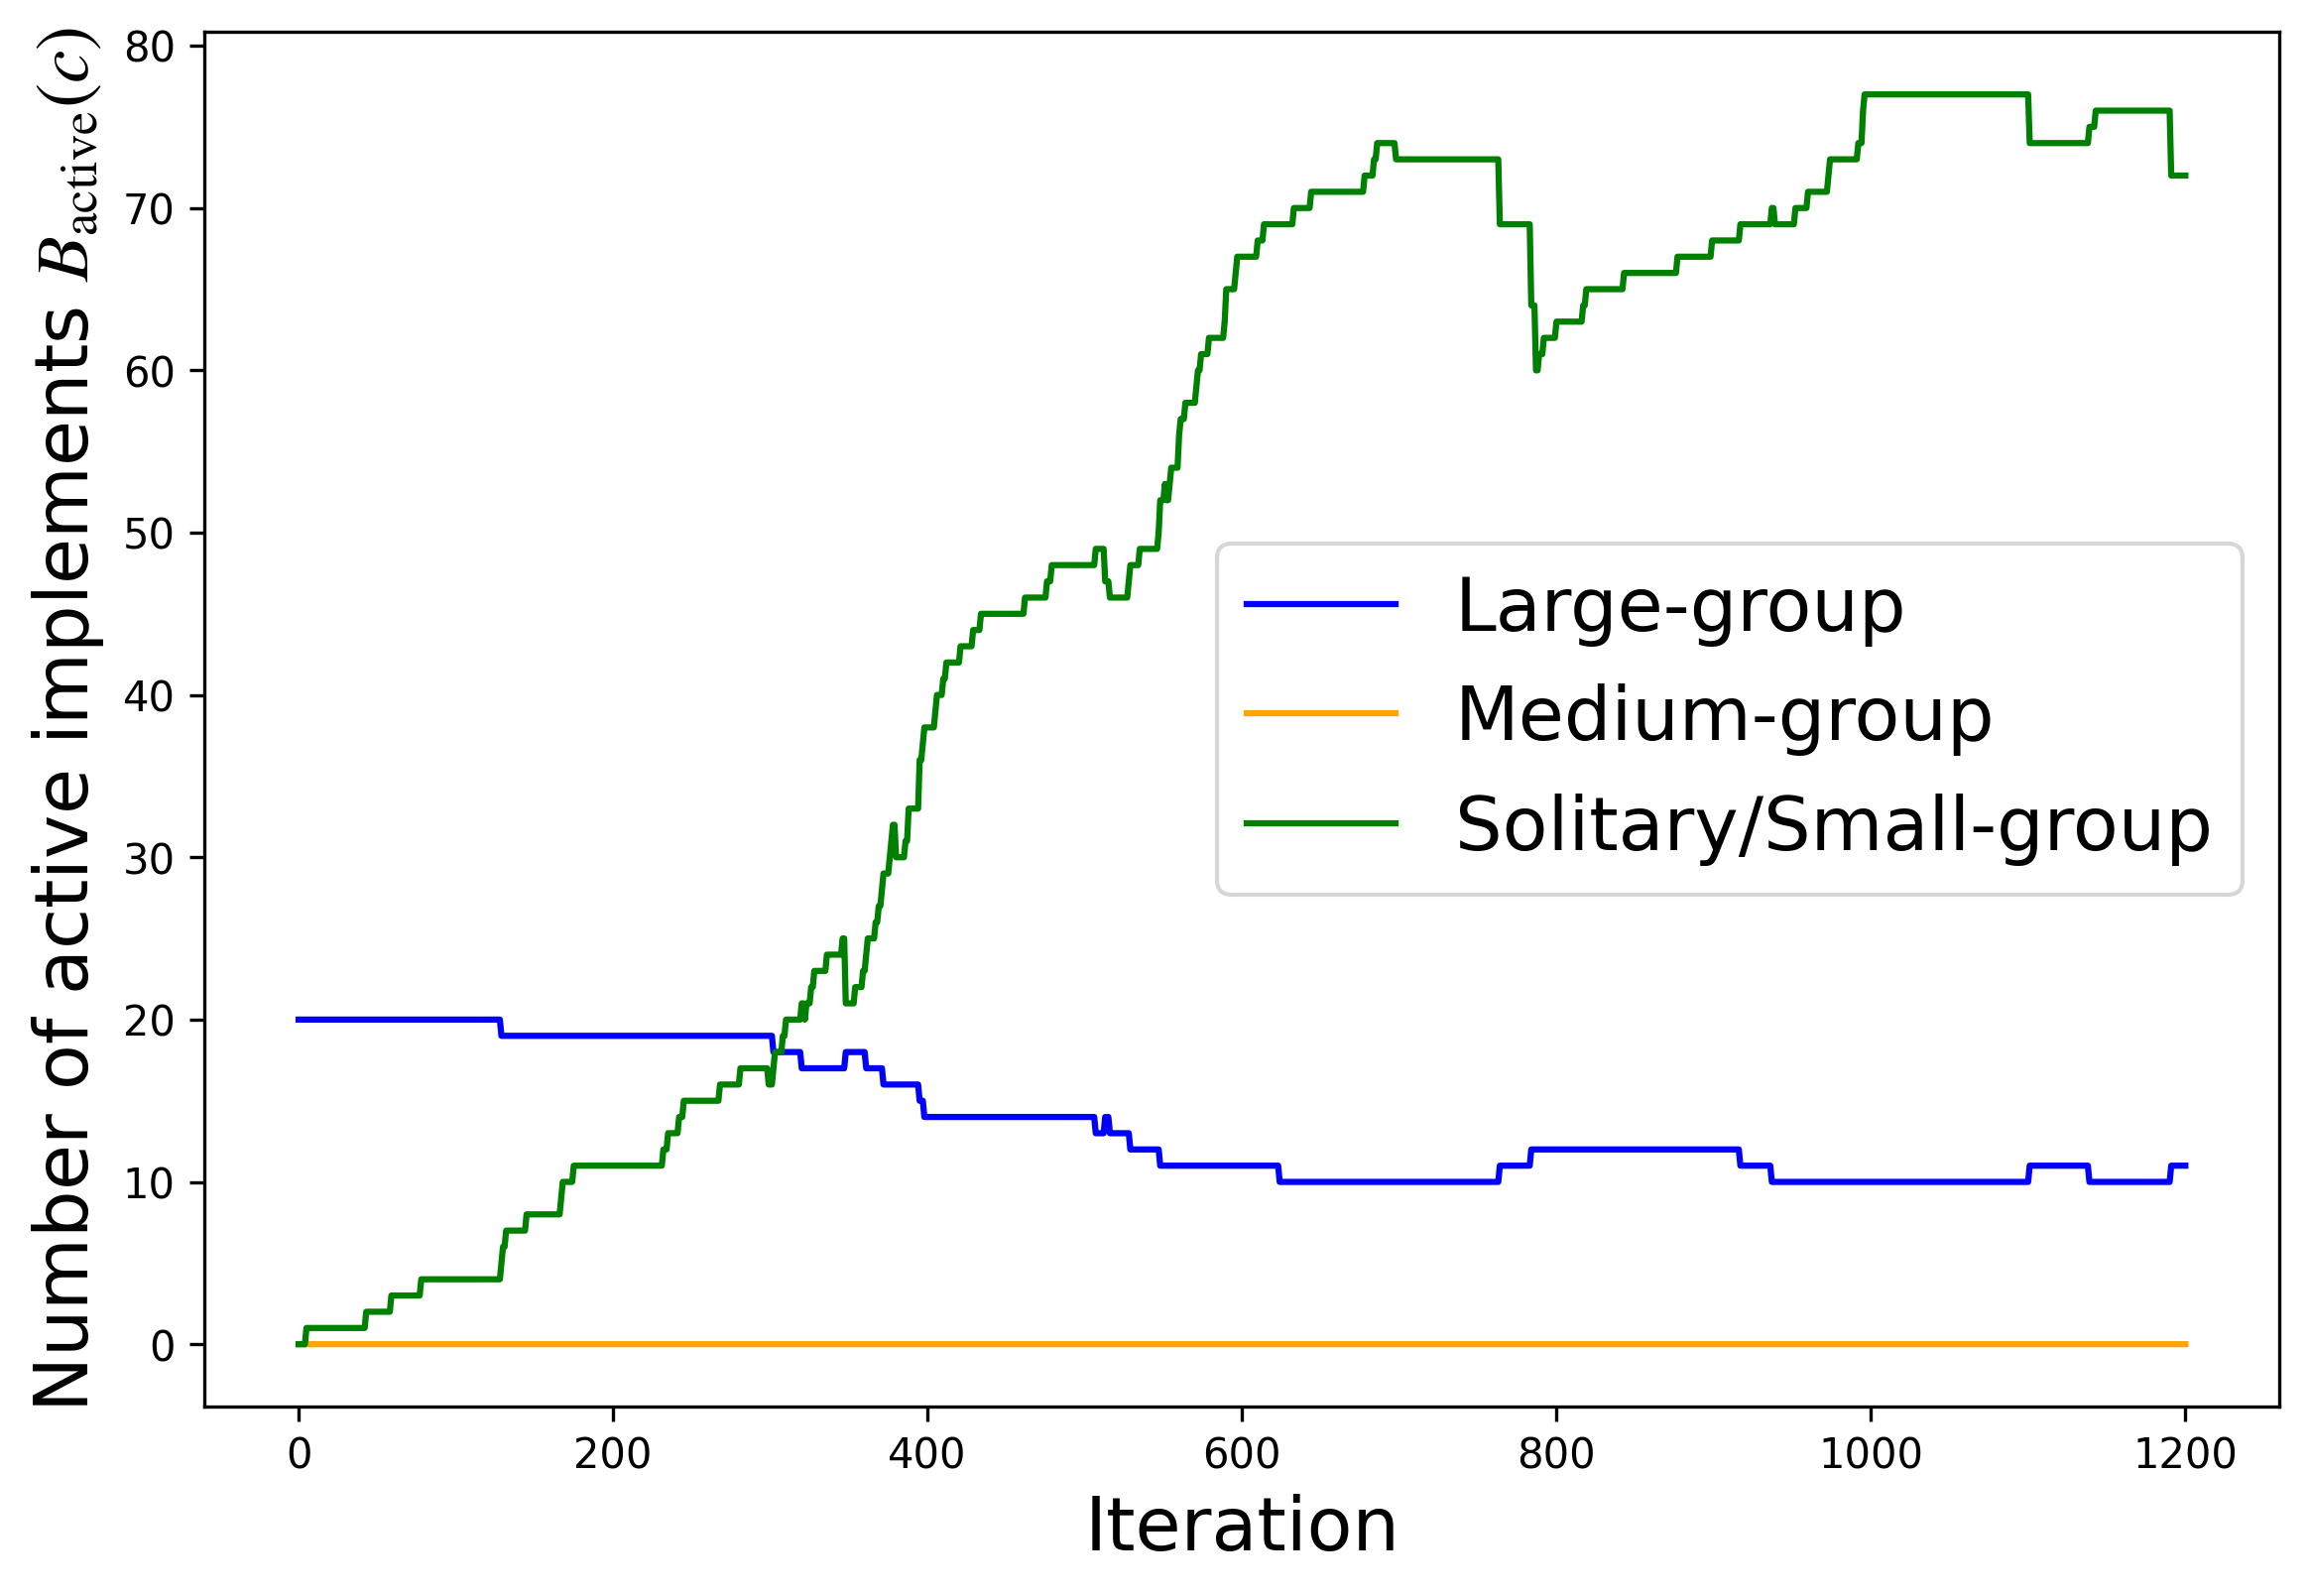 Number of active implements B_active(c)
80
70
60
50
40
30
20
10
0
Large-group
Medium-group
Solitary/Small-group
0 200 400 600 800 1000 1200
Iteration